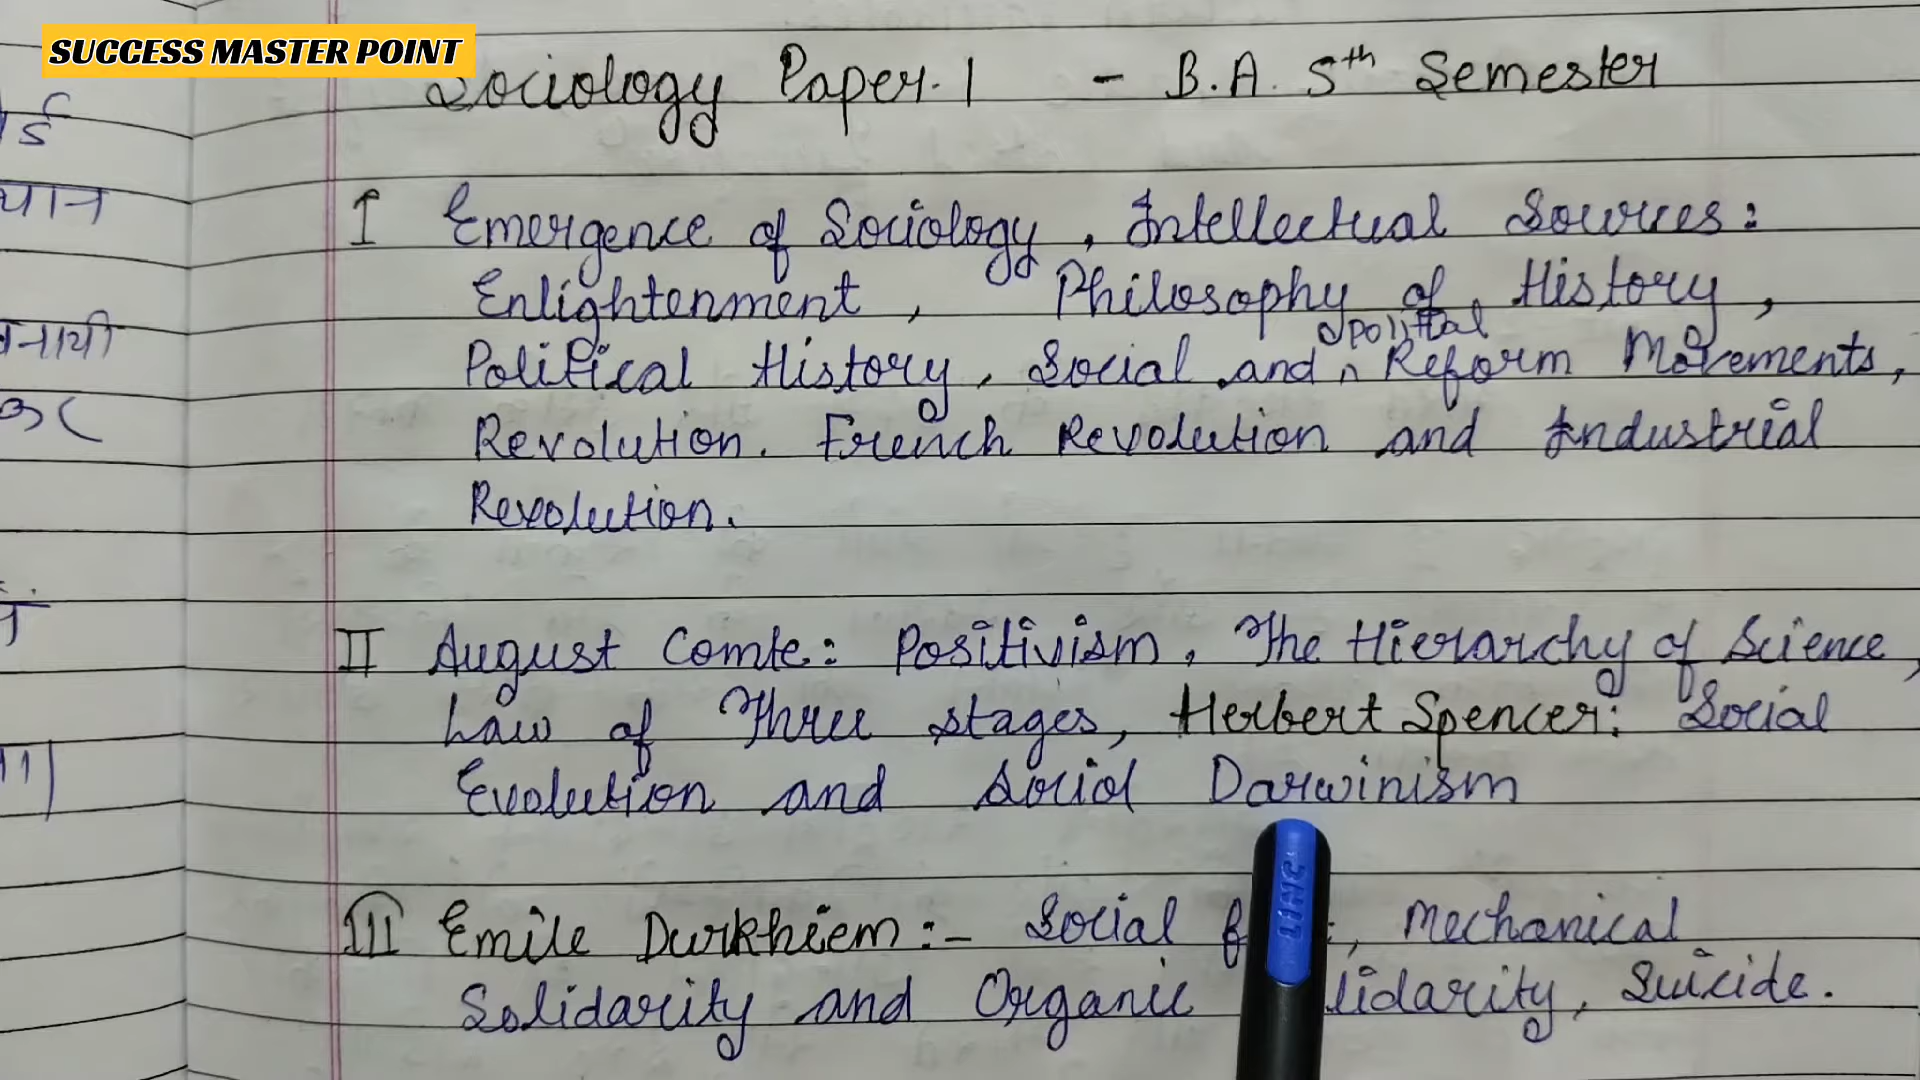 SUCCESS MASTER POINT
Sociology Paper.1 - B.A. 5th Semester
I Emergence of Sociology, Intellectual Sources:
Enlightenment, Philosophy of History,
Political History, Social and political Reform Movements,
Revolution. French Revolution and Industrial
Revolution.
II August Comte: Positivism, The Hierarchy of Science,
Law of Three stages, Herbert Spencer: Social
Evolution and Social Darwinism
III Emile Durkhiem:- Social, Mechanical
Solidarity and Organic lidarity, Suicide.